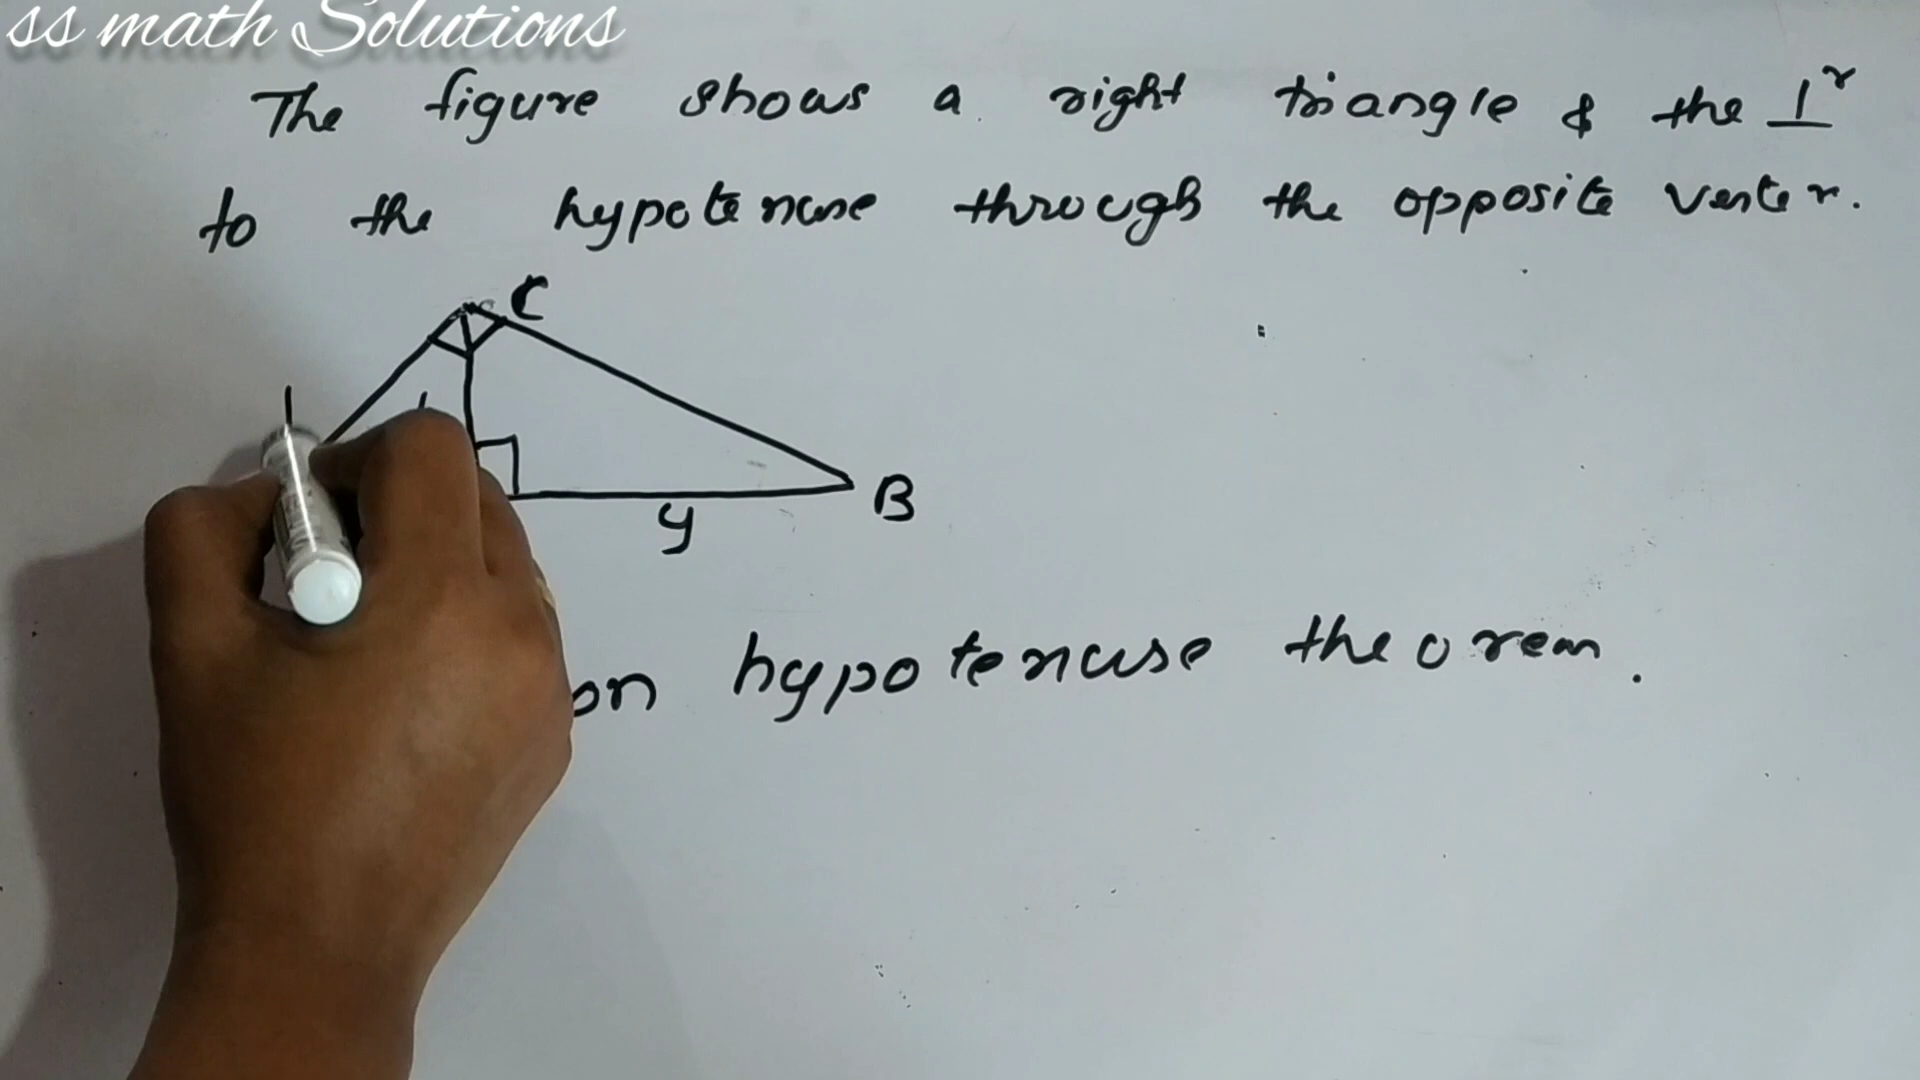 ss math Solutions
The figure shows a right triangle & the ⊥r
to the hypotenuse through the opposite vertex.
C
B
y
on hypotenuse theorem.